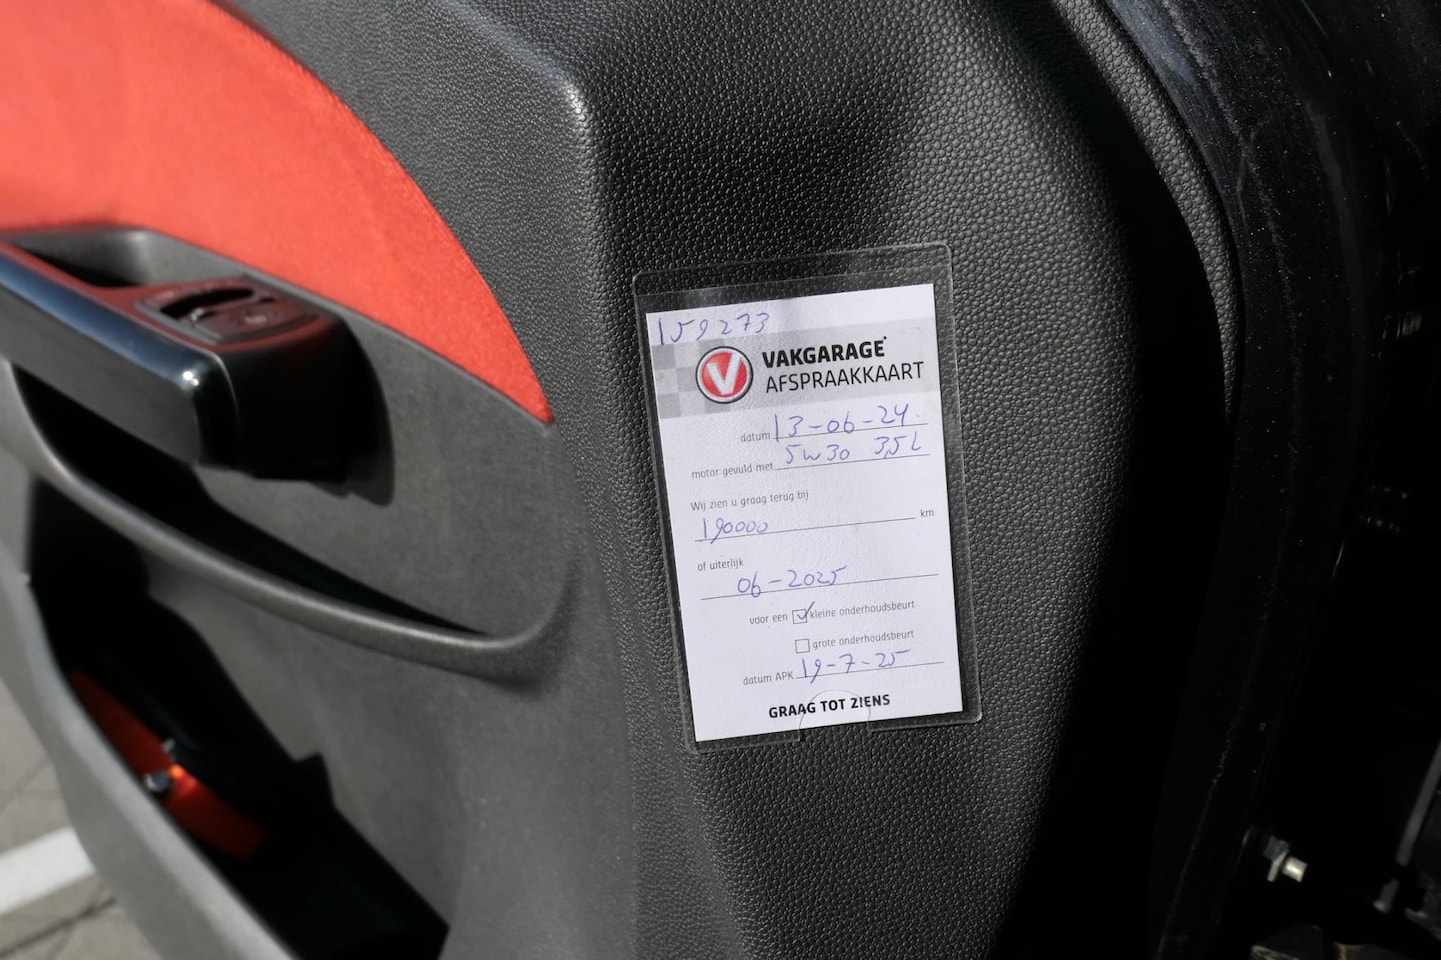 159273
VAKGARAGE
AFSPRAAKKAART
datum 13-06-24
motor gevuld met 5w30 3,5L
Wij zien u graag terug bij
190000 km
of uiterlijk
06-2025
voor een kleine onderhoudsbeurt
grote onderhoudsbeurt
datum APK 19-7-25
GRAAG TOT ZIENS